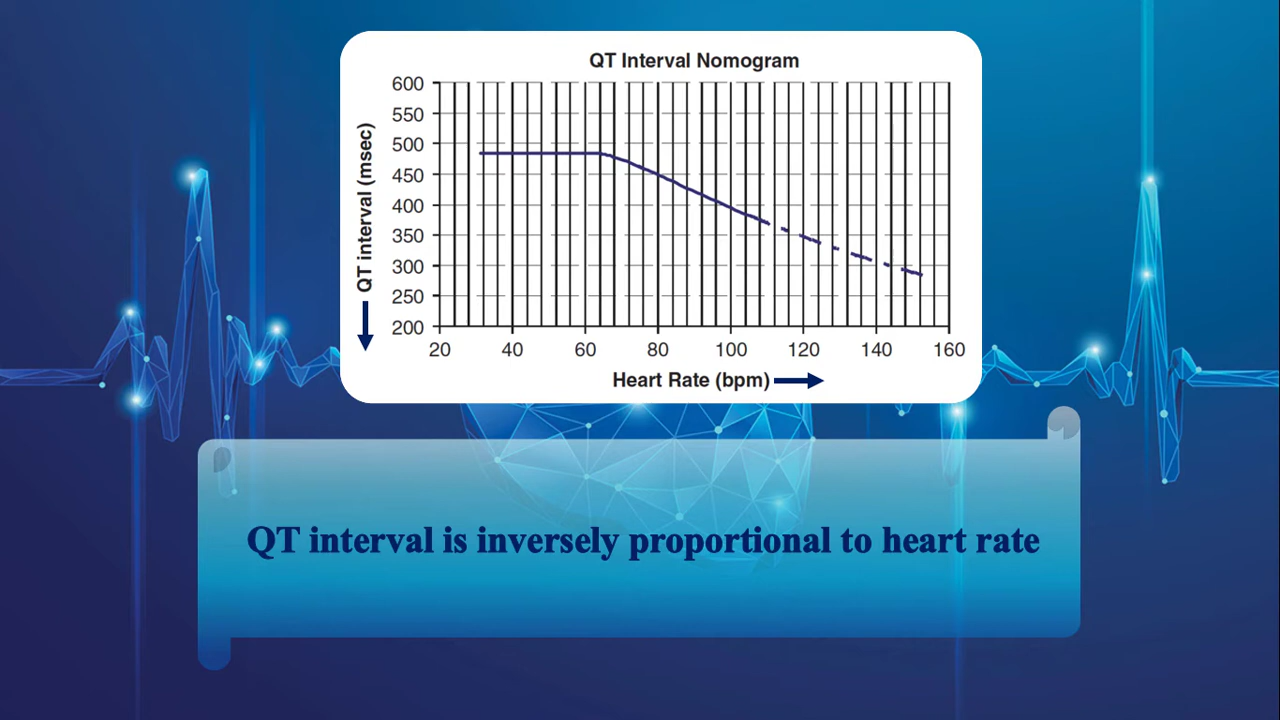 QT Interval Nomogram
600
550
500
450
400
350
300
250
200
QT interval (msec)
20 40 60 80 100 120 140 160
Heart Rate (bpm)
QT interval is inversely proportional to heart rate